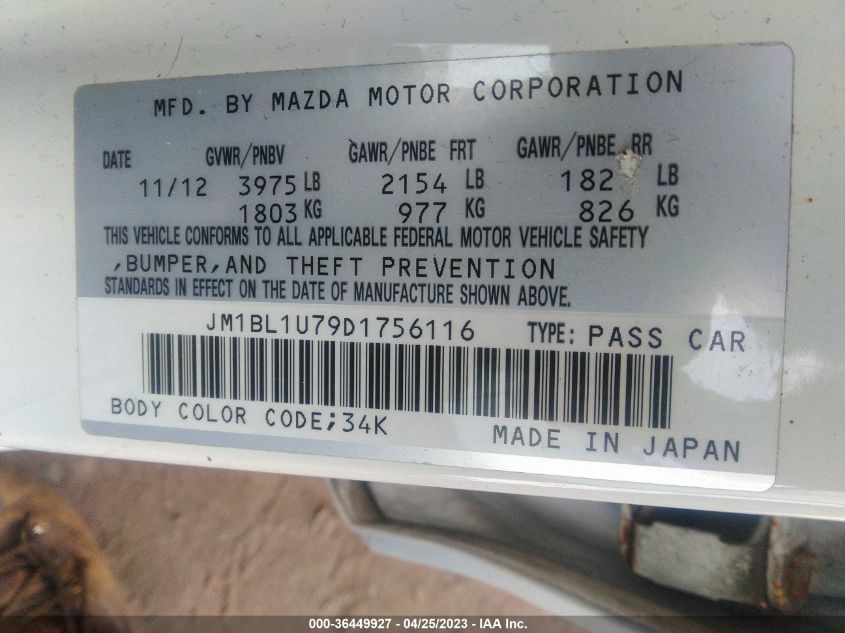 MFD. BY MAZDA MOTOR CORPORATION
DATE GVWR/PNBV GAWR/PNBE FRT GAWR/PNBE RR
11/12 3975 LB 2154 LB 182 LB
1803 KG 977 KG 826 KG
THIS VEHICLE CONFORMS TO ALL APPLICABLE FEDERAL MOTOR VEHICLE SAFETY
,BUMPER,AND THEFT PREVENTION
STANDARDS IN EFFECT ON THE DATE OF MANUFACTURE SHOWN ABOVE.
JM1BL1U79D1756116 TYPE: PASS CAR
BODY COLOR CODE;34K
MADE IN JAPAN
000-36449927 - 04/25/2023 - IAA Inc.